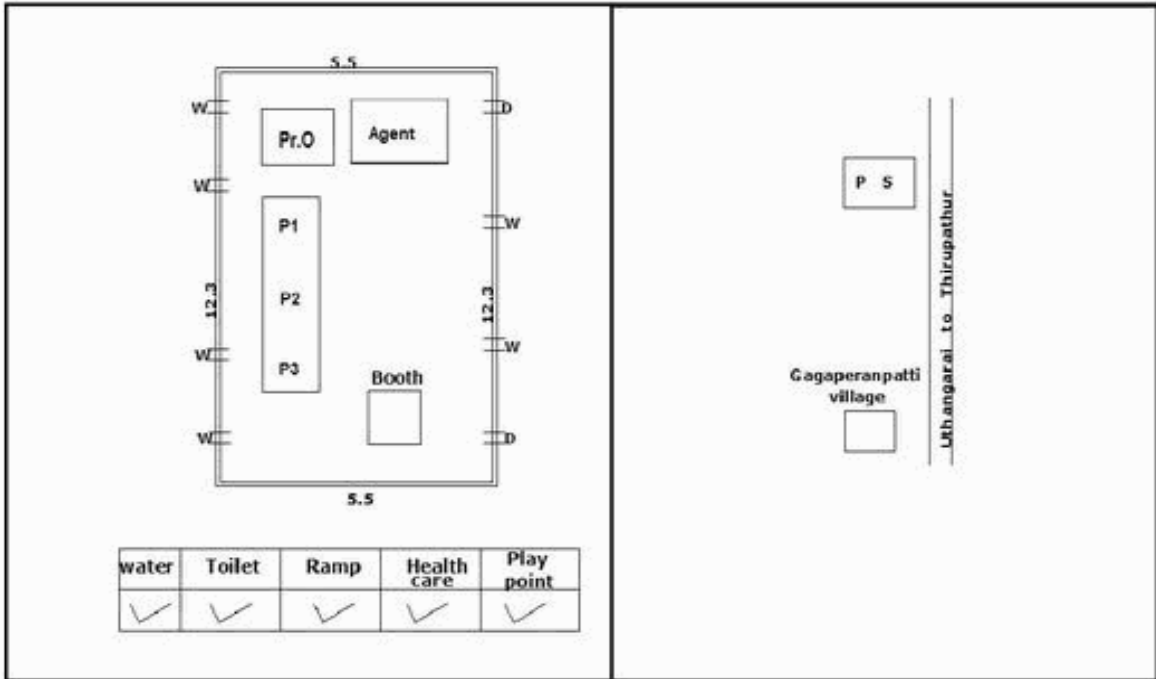 5.5
W
D
Pr.O
Agent
W
P1
W
P2
12.3
12.3
W
W
P3
Booth
W
D
5.5
water Toilet Ramp Health care Play point
P S
Uthangarai to Thirupathur
Gagaperanpatti
village